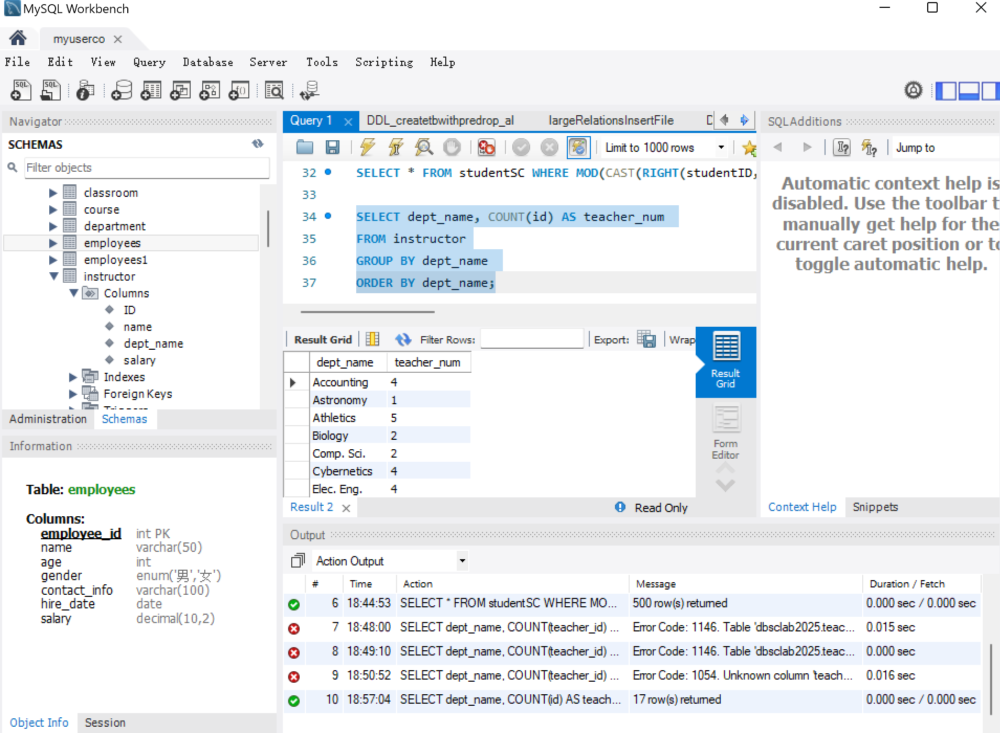 MySQL Workbench
myuserco
File Edit View Query Database Server Tools Scripting Help
Navigator
SCHEMAS
Filter objects
classroom
course
department
employees
employees1
instructor
Columns
ID
name
dept_name
salary
Indexes
Foreign Keys
Triggers
Administration Schemas
Information
Table: employees
Columns:
employee_id int PK
name varchar(50)
age int
gender enum('男','女')
contact_info varchar(100)
hire_date date
salary decimal(10,2)
Object Info Session
Query 1 DDL_createtbwithpredrop_al largeRelationsInsertFile D
Limit to 1000 rows
32 SELECT * FROM studentSC WHERE MOD(CAST(RIGHT(studentID,
33
34 SELECT dept_name, COUNT(id) AS teacher_num
35 FROM instructor
36 GROUP BY dept_name
37 ORDER BY dept_name;
Result Grid Filter Rows: Export: Wrap
dept_name teacher_num
Accounting 4
Astronomy 1
Athletics 5
Biology 2
Comp. Sci. 2
Cybernetics 4
Elec. Eng. 4
Result
Grid
Form
Editor
Result 2 Read Only
SQLAdditions
Jump to
Automatic context help is
disabled. Use the toolbar t
manually get help for the
current caret position or to
toggle automatic help.
Context Help Snippets
Output
Action Output
# Time Action Message Duration / Fetch
6 18:44:53 SELECT * FROM studentSC WHERE MO... 500 row(s) returned 0.000 sec / 0.000 sec
7 18:48:00 SELECT dept_name, COUNT(teacher_id) ... Error Code: 1146. Table 'dbsclab2025.teac... 0.015 sec
8 18:49:10 SELECT dept_name, COUNT(teacher_id) ... Error Code: 1146. Table 'dbsclab2025.teac... 0.000 sec
9 18:50:52 SELECT dept_name, COUNT(teacher_id) ... Error Code: 1054. Unknown column 'teach... 0.016 sec
10 18:57:04 SELECT dept_name, COUNT(id) AS teach... 17 row(s) returned 0.000 sec / 0.000 sec